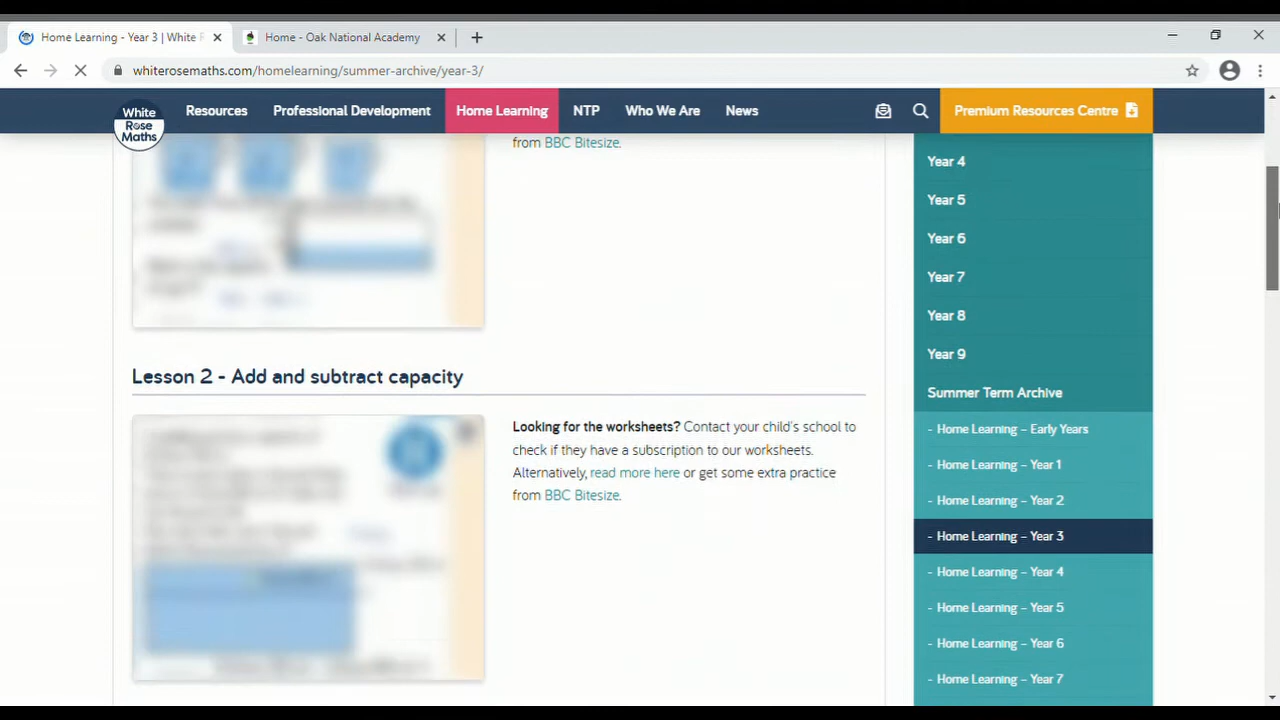 Home Learning - Year 3 | White R
Home - Oak National Academy
whiterosemaths.com/homelearning/summer-archive/year-3/
White Rose Maths
Resources
Professional Development
Home Learning
NTP
Who We Are
News
Premium Resources Centre
from BBC Bitesize.
Lesson 2 - Add and subtract capacity
Looking for the worksheets? Contact your child's school to
check if they have a subscription to our worksheets.
Alternatively, read more here or get some extra practice
from BBC Bitesize.
Year 4
Year 5
Year 6
Year 7
Year 8
Year 9
Summer Term Archive
- Home Learning – Early Years
- Home Learning – Year 1
- Home Learning – Year 2
- Home Learning – Year 3
- Home Learning – Year 4
- Home Learning – Year 5
- Home Learning – Year 6
- Home Learning – Year 7